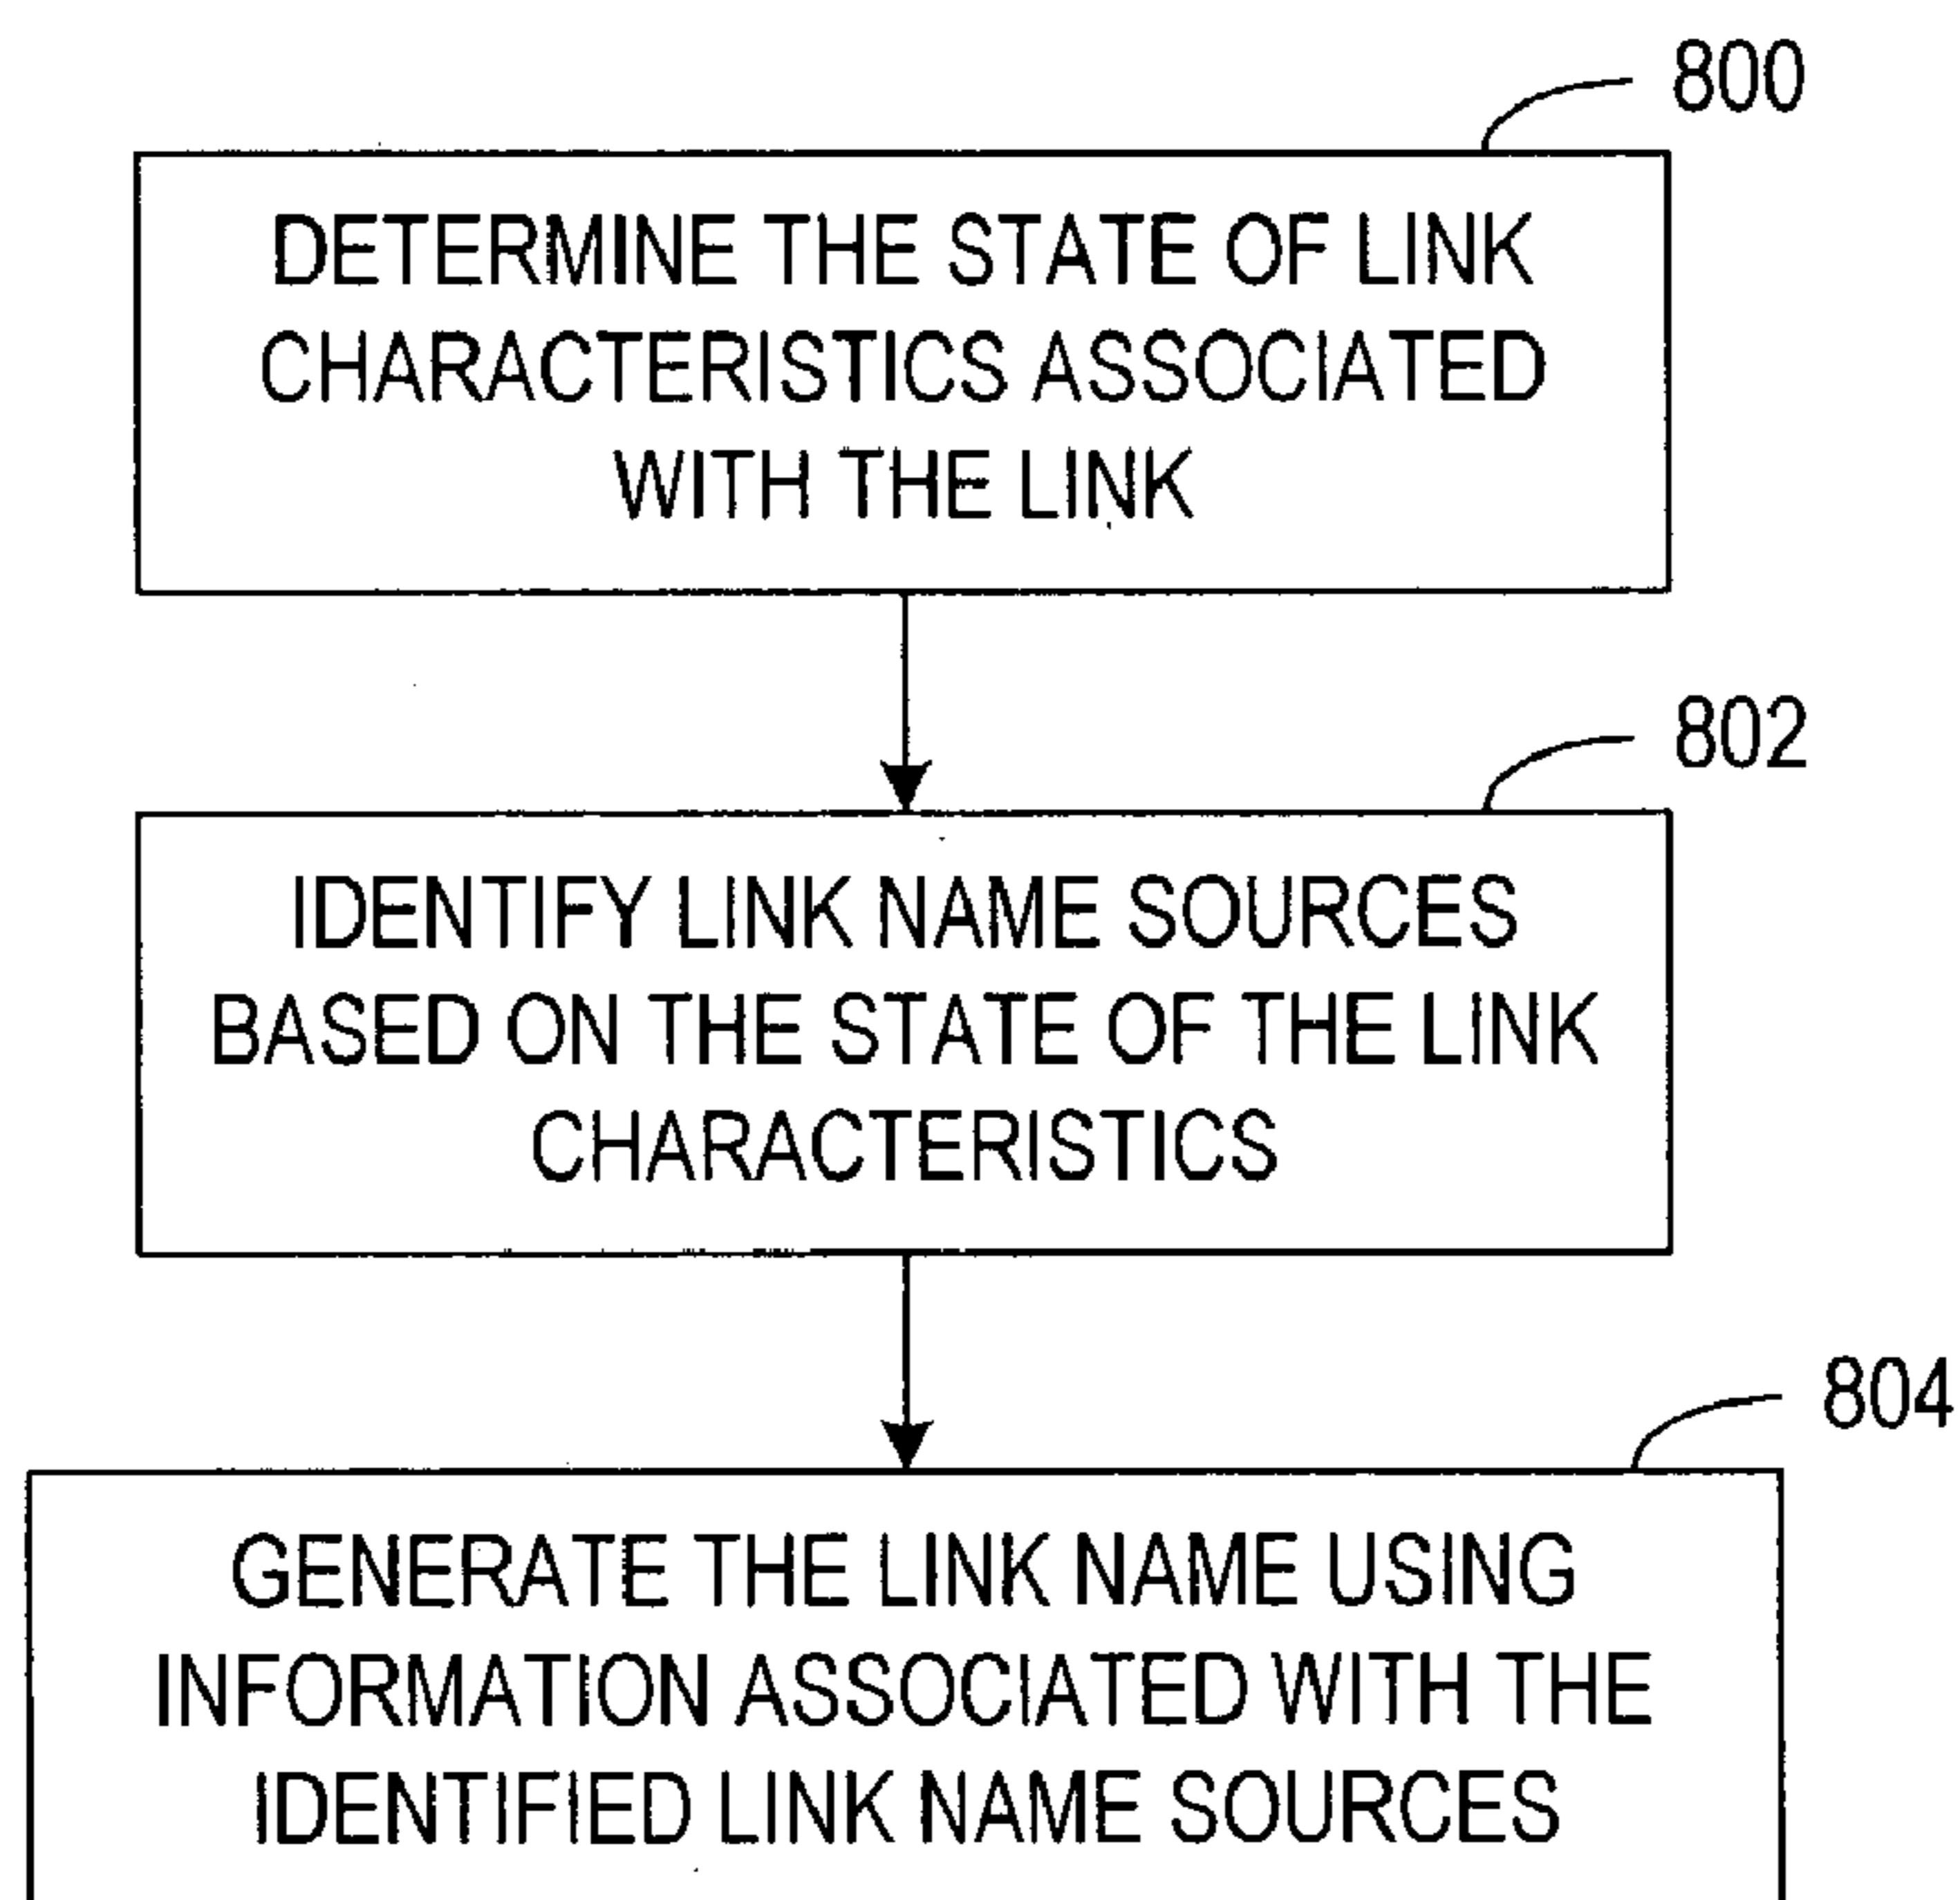 800
DETERMINE THE STATE OF LINK
CHARACTERISTICS ASSOCIATED
WITH THE LINK
802
IDENTIFY LINK NAME SOURCES
BASED ON THE STATE OF THE LINK
CHARACTERISTICS
804
GENERATE THE LINK NAME USING
INFORMATION ASSOCIATED WITH THE
IDENTIFIED LINK NAME SOURCES